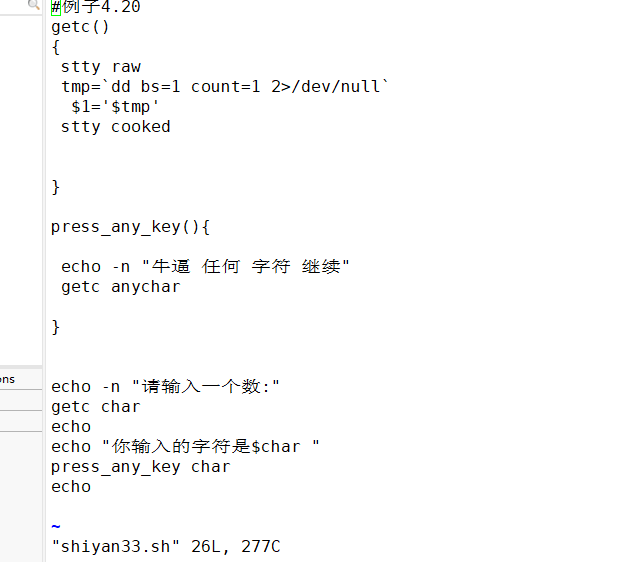 #例子4.20
getc()
{
 stty raw
 tmp=`dd bs=1 count=1 2>/dev/null`
  $1='$tmp'
 stty cooked
}
press_any_key(){
 echo -n "牛逼 任何 字符 继续"
 getc anychar
}
ons
echo -n "请输入一个数:"
getc char
echo
echo "你输入的字符是$char "
press_any_key char
echo
~
"shiyan33.sh" 26L, 277C